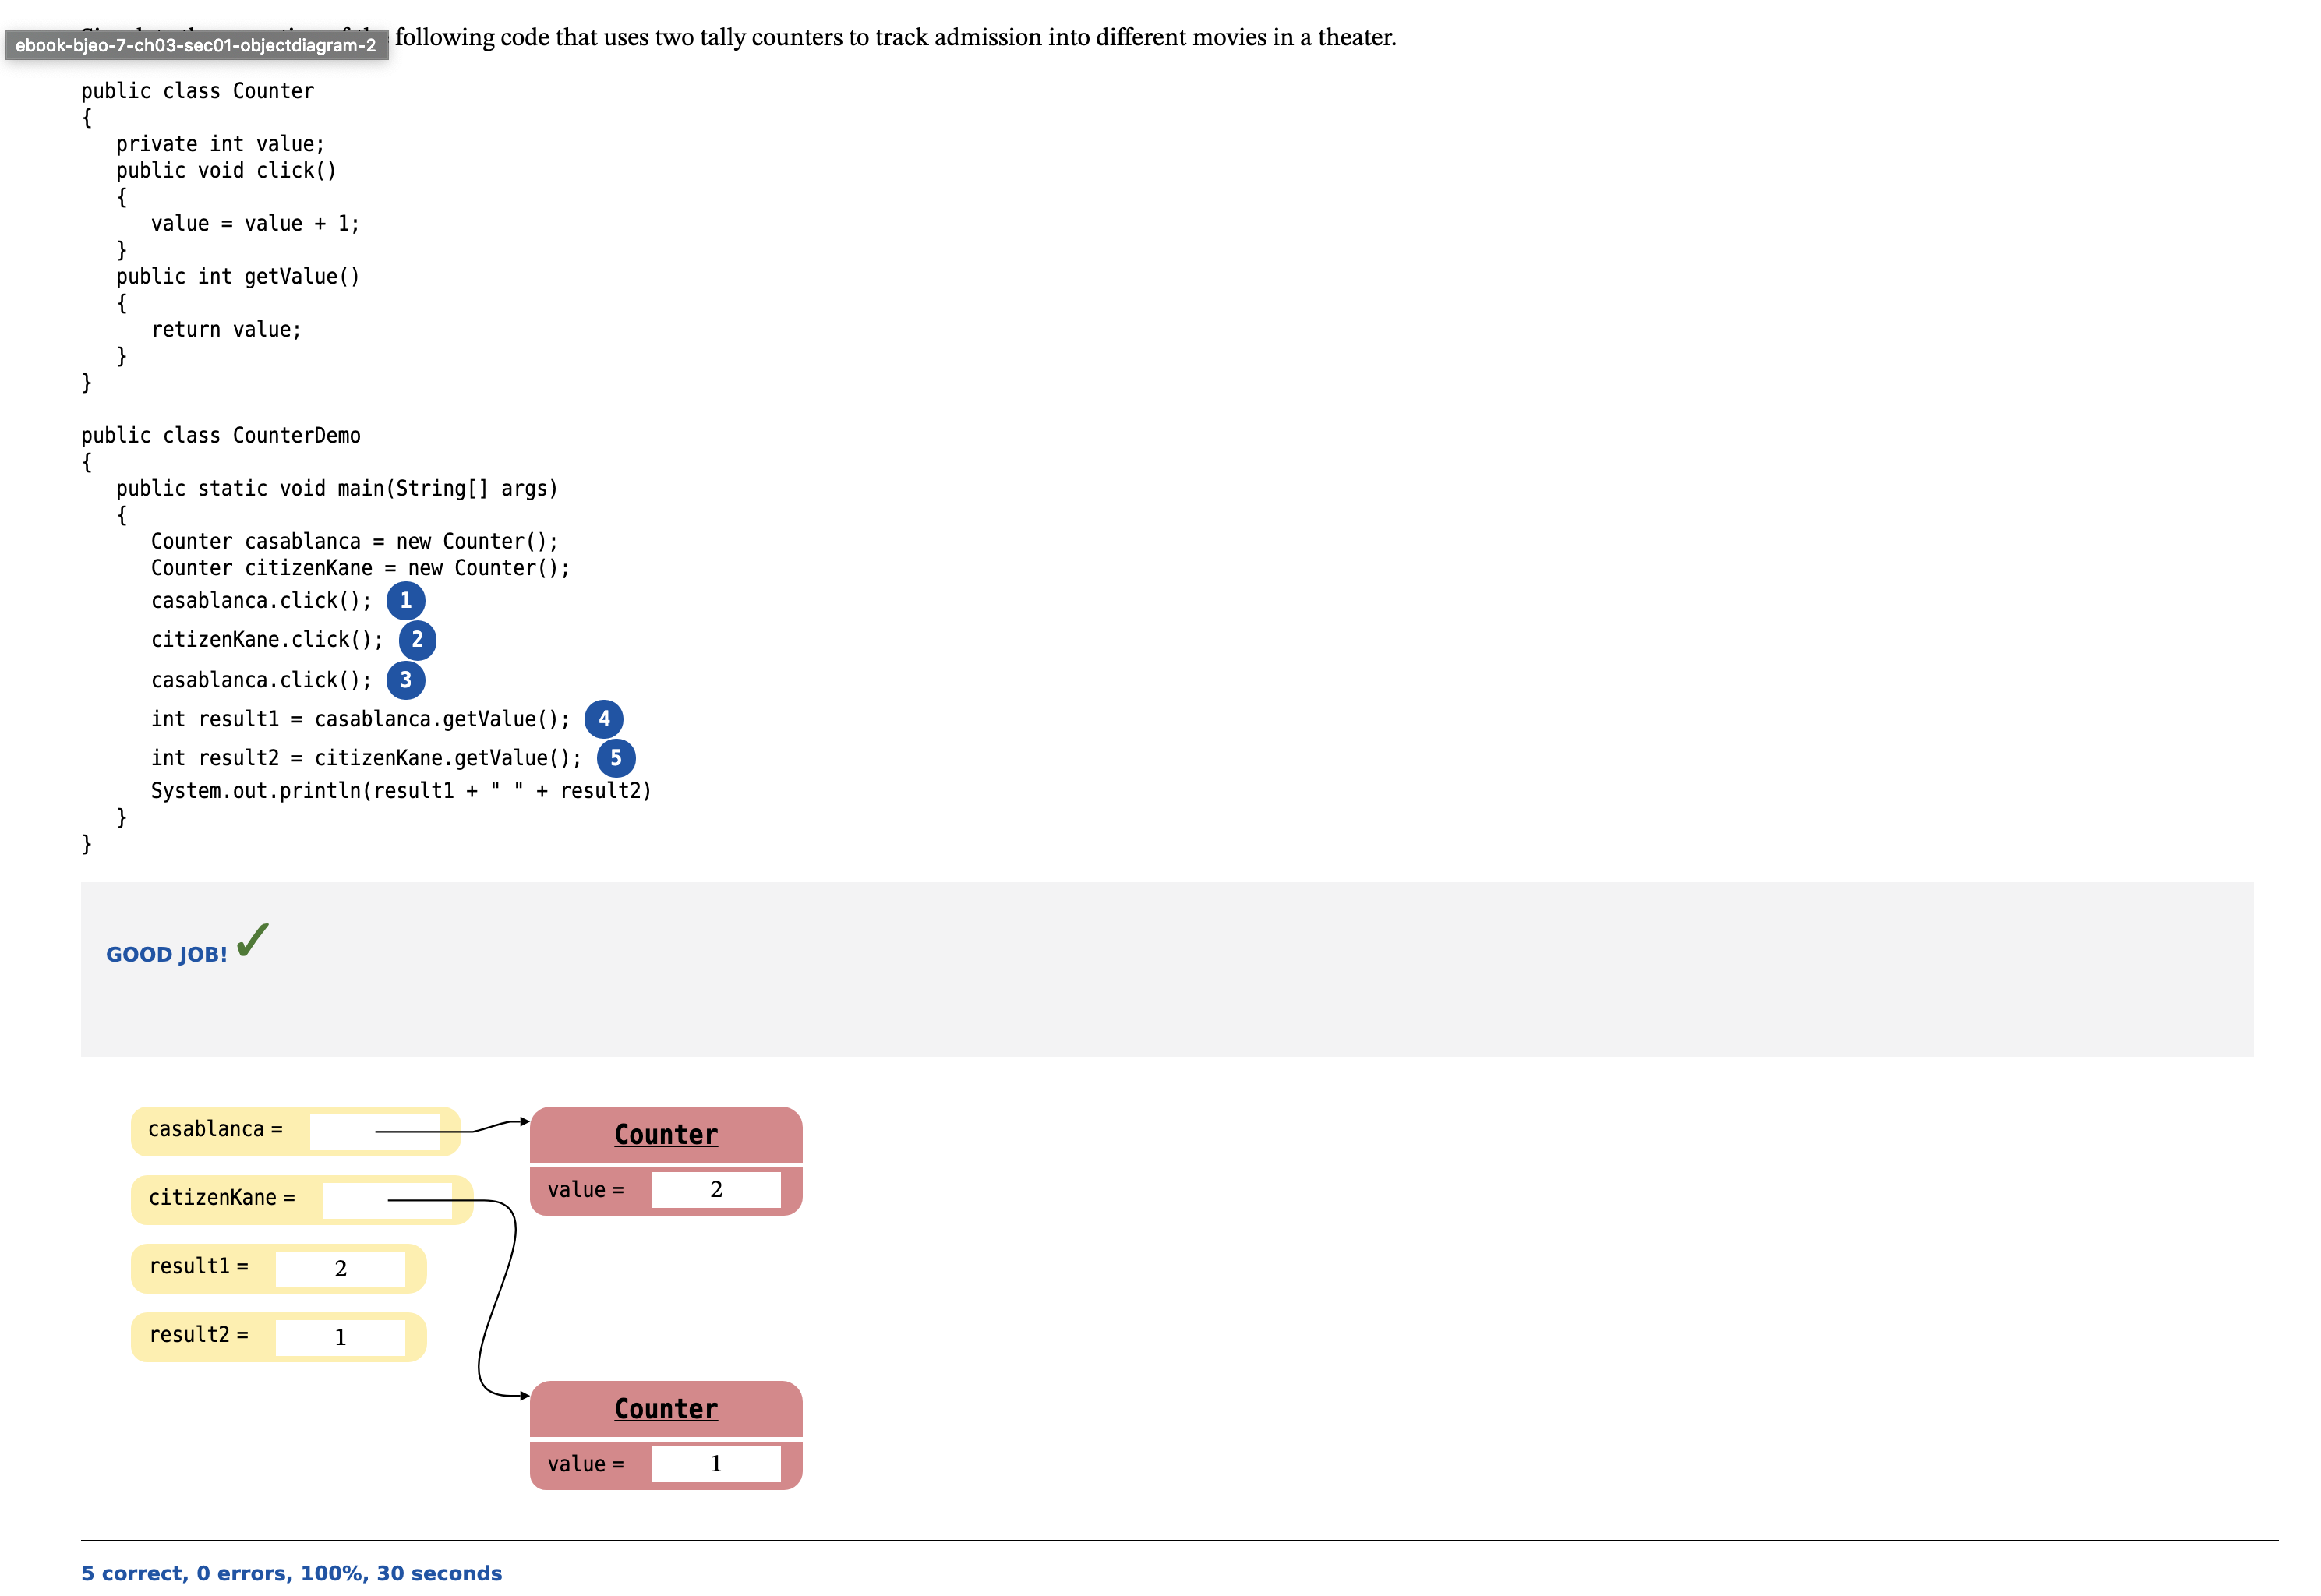 ebook-bjeo-7-ch03-sec01-objectdiagram-2 following code that uses two tally counters to track admission into different movies in a theater.
public class Counter
{
   private int value;
   public void click()
   {
      value = value + 1;
   }
   public int getValue()
   {
      return value;
   }
}
public class CounterDemo
{
   public static void main(String[] args)
   {
      Counter casablanca = new Counter();
      Counter citizenKane = new Counter();
      casablanca.click(); 1
      citizenKane.click(); 2
      casablanca.click(); 3
      int result1 = casablanca.getValue(); 4
      int result2 = citizenKane.getValue(); 5
      System.out.println(result1 + " " + result2)
   }
}
GOOD JOB! ✓
casablanca =
Counter
value = 2
citizenKane =
result1 = 2
result2 = 1
Counter
value = 1
5 correct, 0 errors, 100%, 30 seconds